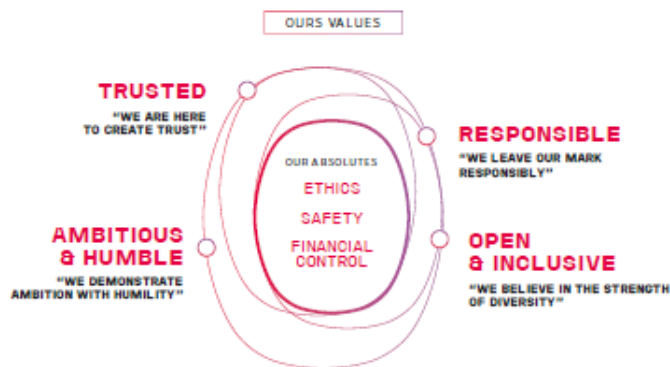 OURS VALUES
TRUSTED
“WE ARE HERE
TO CREATE TRUST”
RESPONSIBLE
“WE LEAVE OUR MARK
RESPONSIBLY”
OUR ABSOLUTES
ETHICS
SAFETY
FINANCIAL
CONTROL
AMBITIOUS
& HUMBLE
“WE DEMONSTRATE
AMBITION WITH HUMILITY”
OPEN
& INCLUSIVE
“WE BELIEVE IN THE STRENGTH
OF DIVERSITY”